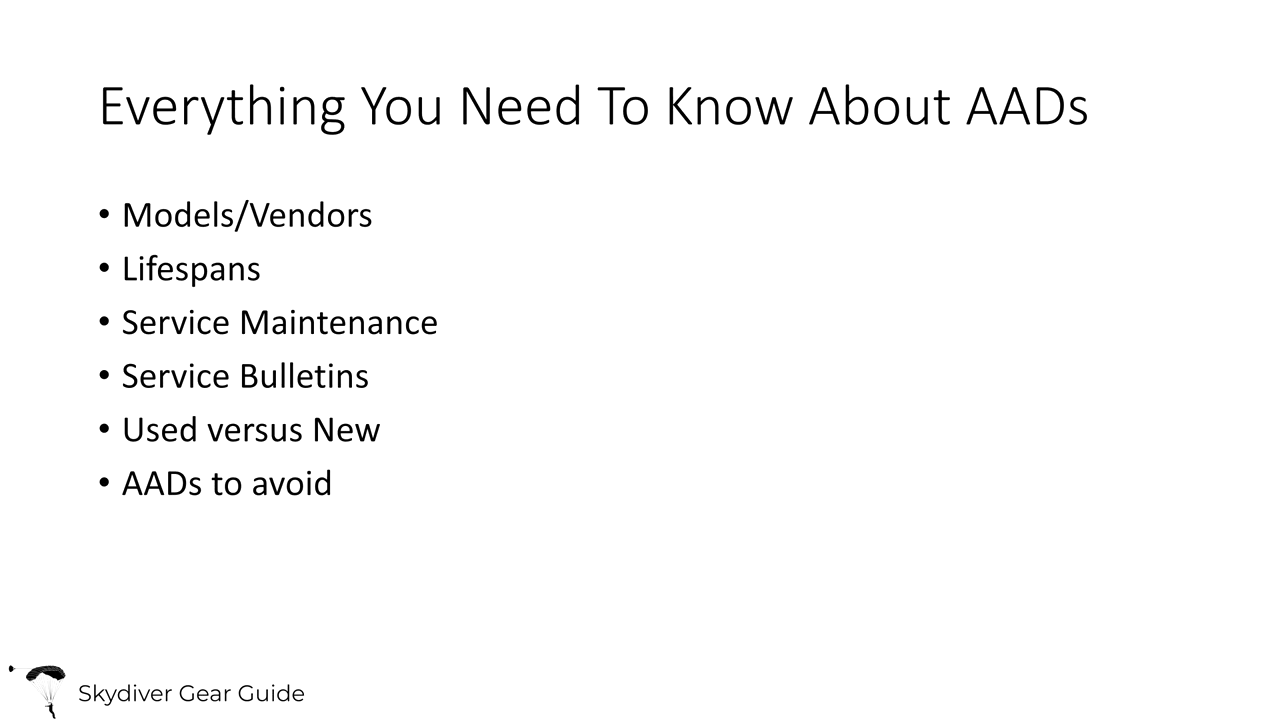 Everything You Need To Know About AADs
• Models/Vendors
• Lifespans
• Service Maintenance
• Service Bulletins
• Used versus New
• AADs to avoid
Skydiver Gear Guide